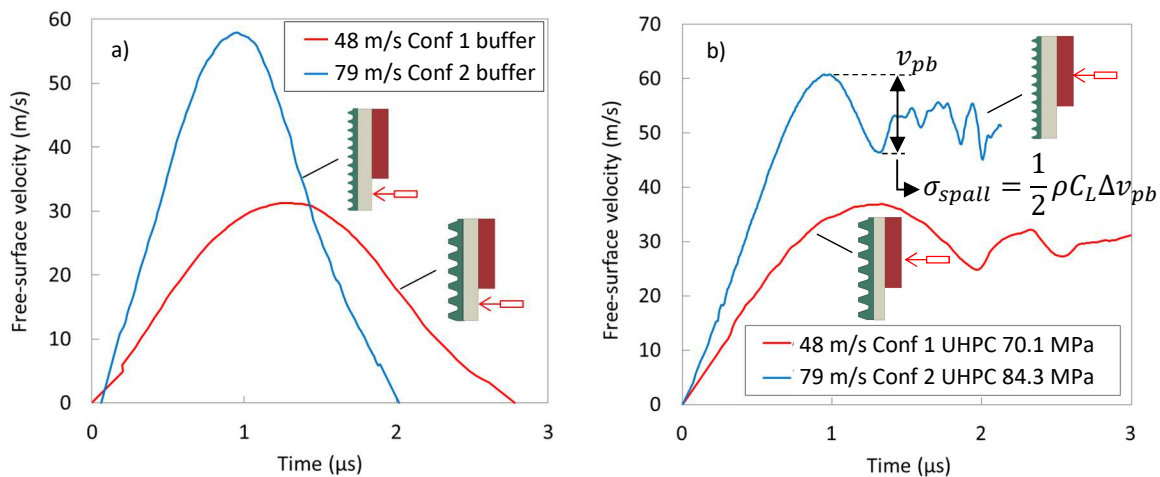 a)
48 m/s Conf 1 buffer
79 m/s Conf 2 buffer
Free-surface velocity (m/s)
60
50
40
30
20
10
0
0 1 2 3
Time (µs)
b)
v_pb
σ_spall = 1/2 ρC_L Δv_pb
48 m/s Conf 1 UHPC 70.1 MPa
79 m/s Conf 2 UHPC 84.3 MPa
Free-surface velocity (m/s)
70
60
50
40
30
20
10
0
0 1 2 3
Time (µs)